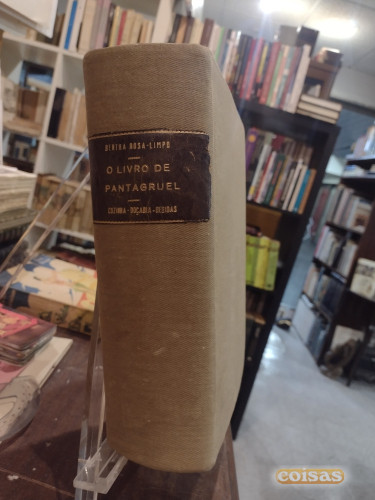 BERTHA ROSA-LIMPO
O LIVRO DE
PANTAGRUEL
COZINHA-DOÇARIA-BEBIDAS
coisas